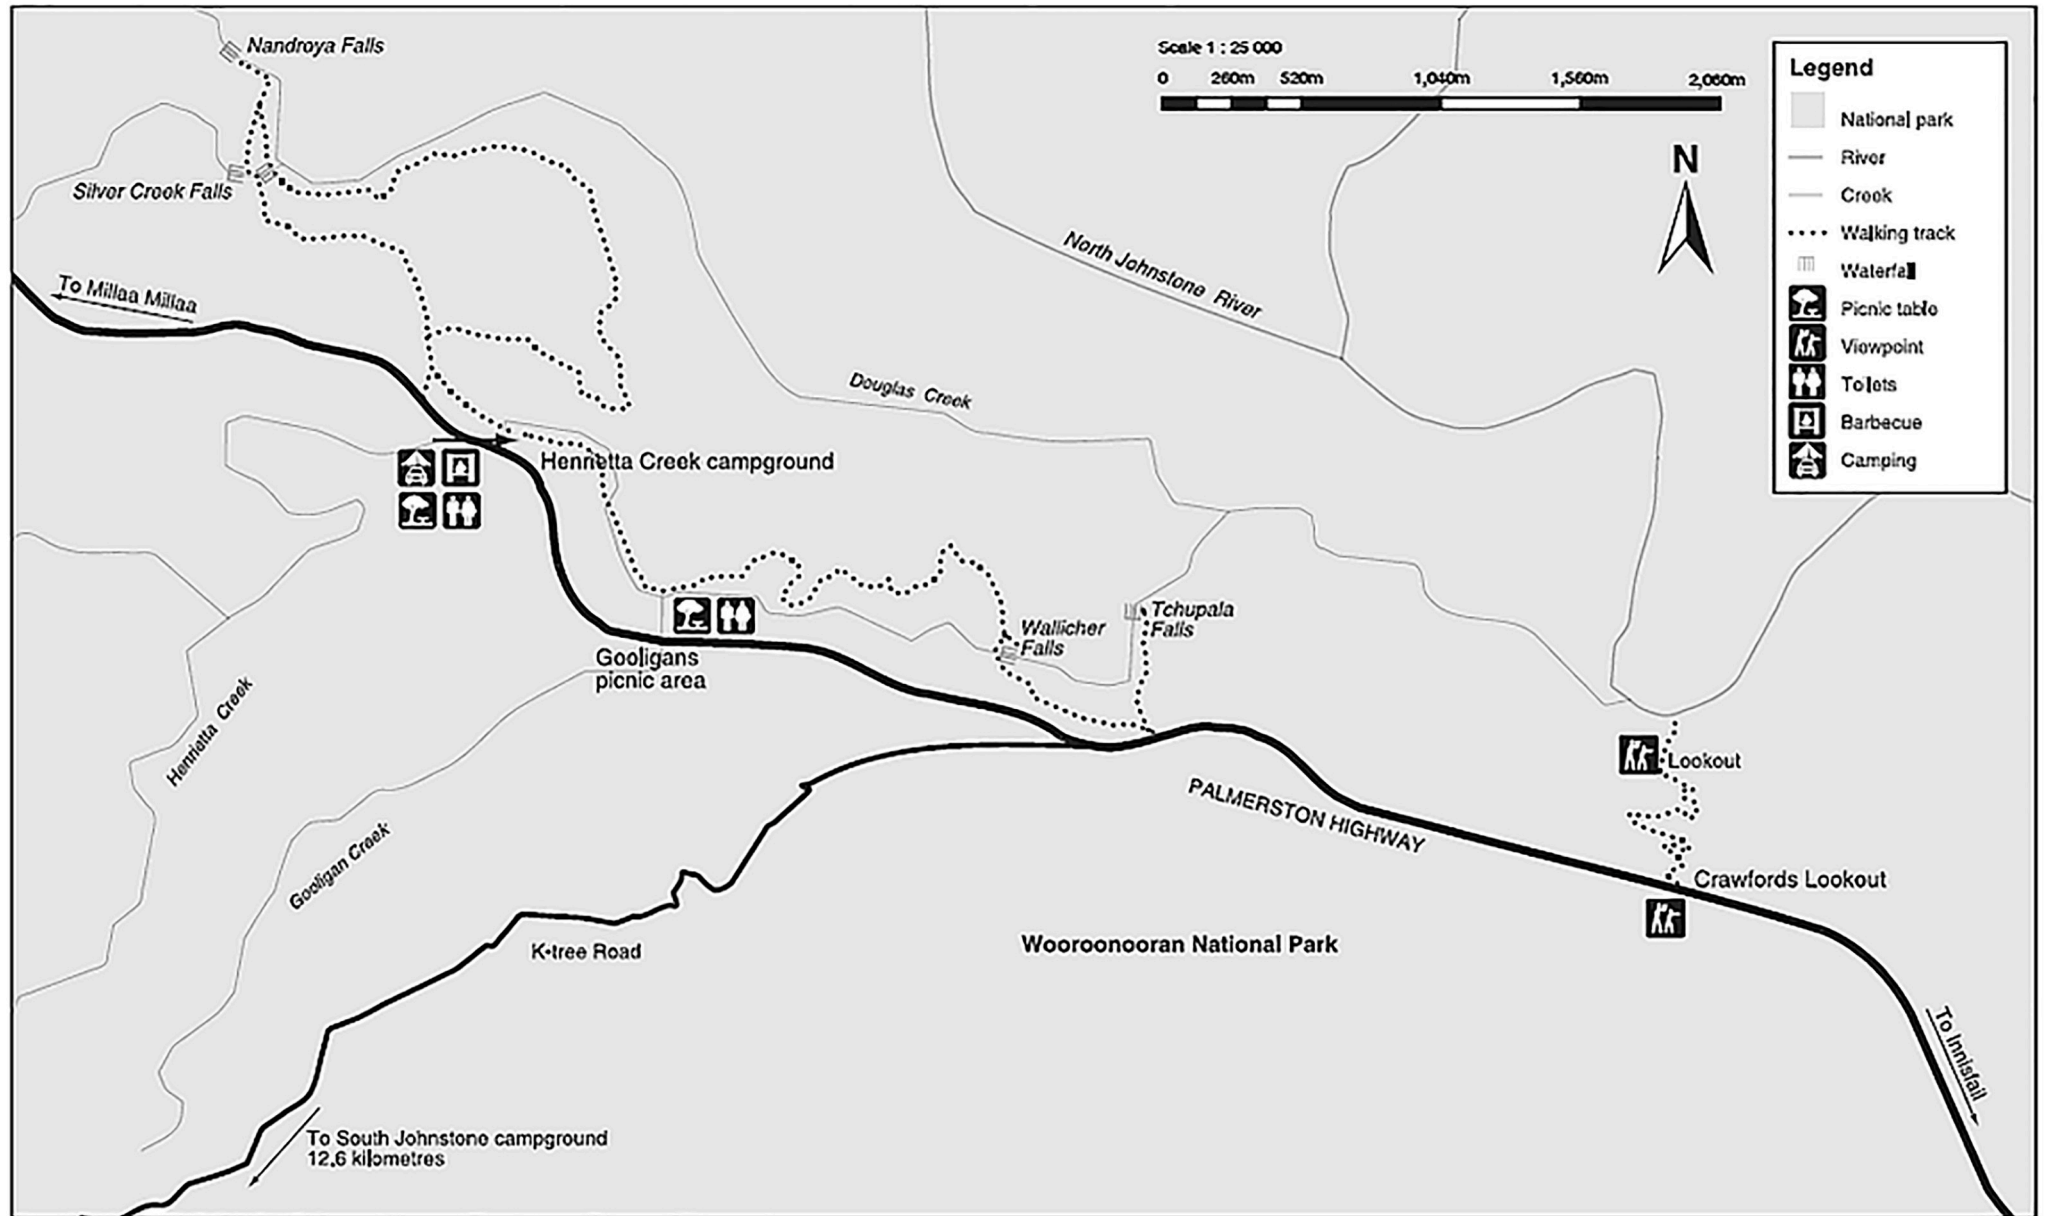 Nandroya Falls
Silver Creek Falls
To Millaa Millaa
Scale 1 : 25 000
0 260m 520m 1,040m 1,560m 2,060m
N
Legend
National park
River
Creek
Walking track
Waterfall
Picnic table
Viewpoint
Toilets
Barbecue
Camping
North Johnstone River
Douglas Creek
Henrietta Creek campground
Tchupala
Falls
Wallicher
Falls
Gooligans
picnic area
Henrietta Creek
Gooligan Creek
Lookout
PALMERSTON HIGHWAY
Crawfords Lookout
K-tree Road
Wooroonooran National Park
To Innisfail
To South Johnstone campground
12.6 kilometres